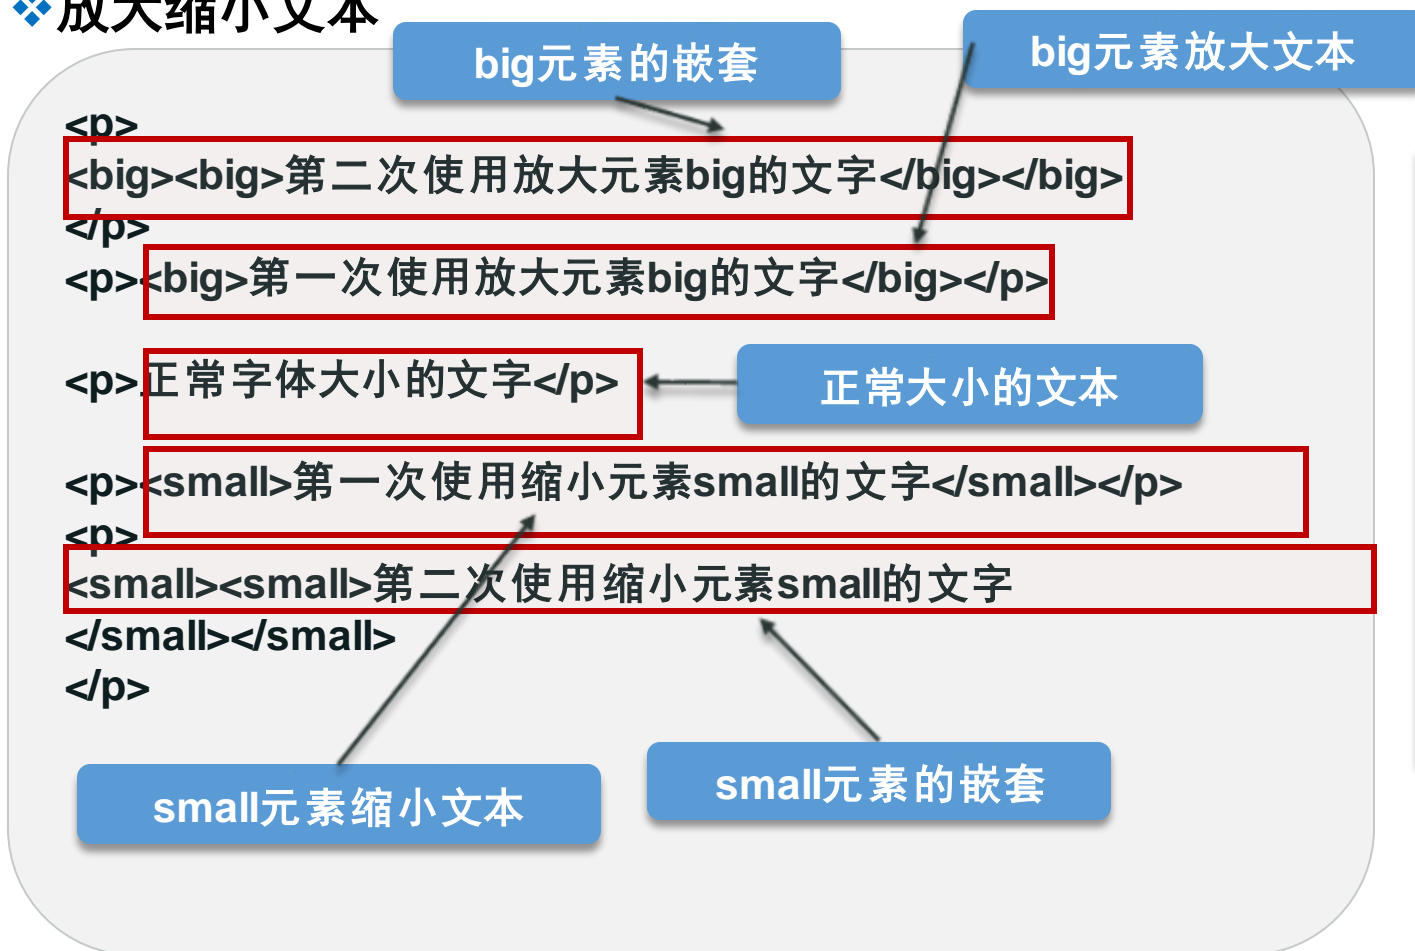 放大缩小文本
big元素的嵌套
big元素放大文本
<p>
<big><big>第二次使用放大元素big的文字</big></big>
</p>
<p><big>第一次使用放大元素big的文字</big></p>
<p>正常字体大小的文字</p>
正常大小的文本
<p><small>第一次使用缩小元素small的文字</small></p>
<p>
<small><small>第二次使用缩小元素small的文字
</small></small>
</p>
small元素缩小文本
small元素的嵌套